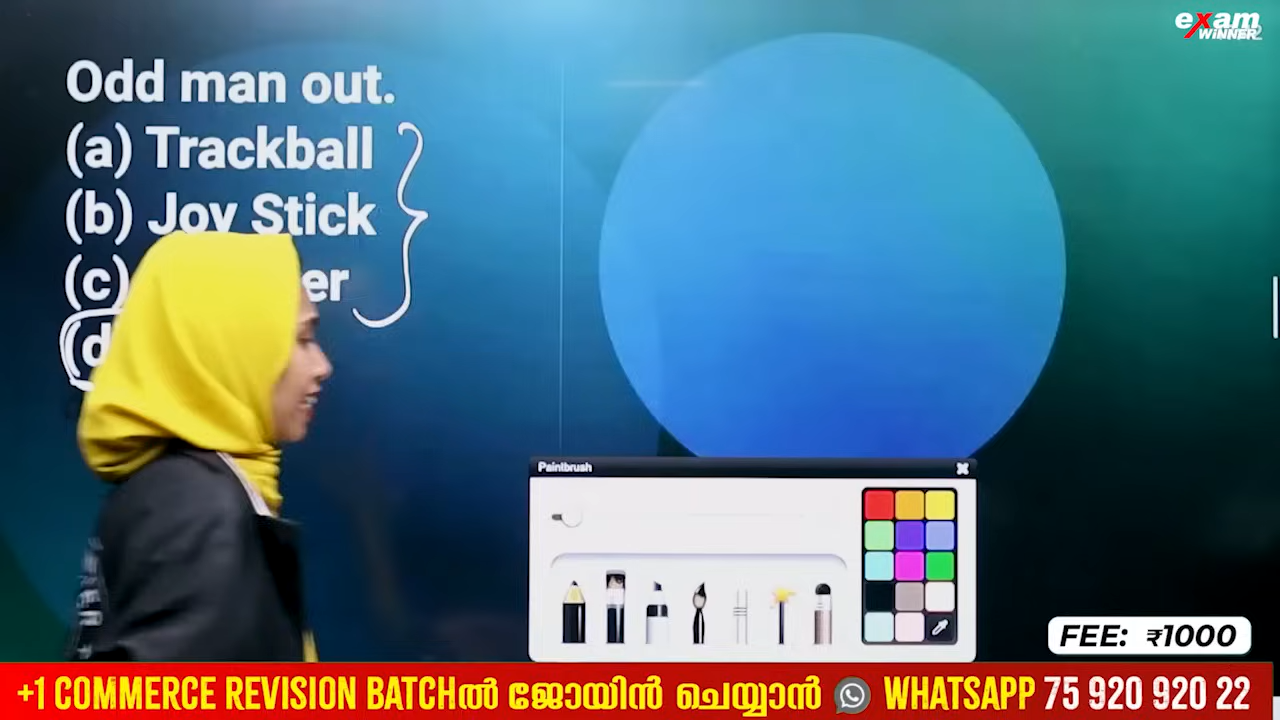 exam
WiNNER
Odd man out.
(a) Trackball
(b) Joy Stick
(c)
(d
Paintbrush
FEE: ₹1000
+1 COMMERCE REVISION BATCHൽ ജോയിൻ ചെയ്യാൻ WHATSAPP 75 920 920 22